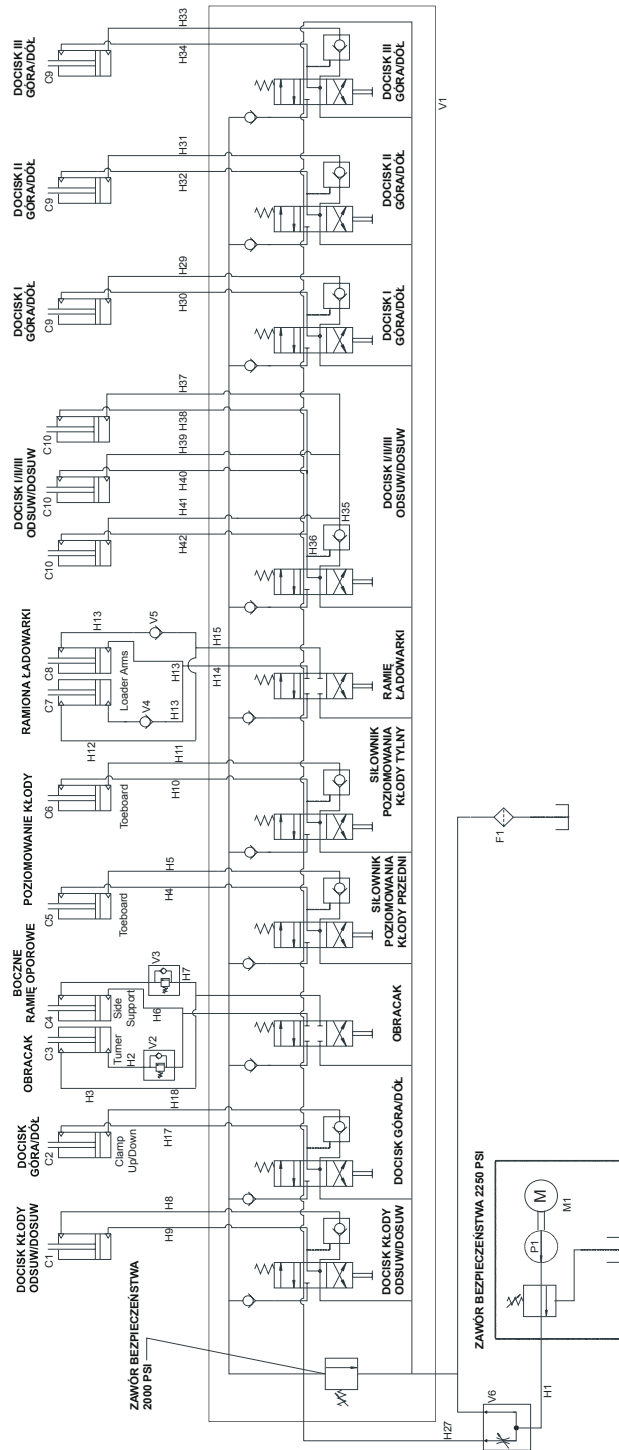 DOCISK KŁODY
ODSUW/DOSUW
DOCISK
GÓRA/DÓŁ
OBRACAK
BOCZNE
RAMIĘ OPOROWE
POZIOMOWANIE KŁODY
RAMIONA ŁADOWARKI
DOCISK I/II/III
ODSUW/DOSUW
DOCISK I
GÓRA/DÓŁ
DOCISK II
GÓRA/DÓŁ
DOCISK III
GÓRA/DÓŁ
C1
C2
C3
C4
C5
C6
C7
C8
C10
C10
C10
C9
C9
C9
Clamp
Up/Down
Turner
Side
Support
Toeboard
Toeboard
Loader Arms
H9
H8
H17
H3
H2
H18
V2
H6
V3
H7
H4
H5
H10
H12
H11
V4
H13
H13
H13
V5
H14
H15
H42
H41
H40
H39
H38
H37
H36
H35
H30
H29
H32
H31
H34
H33
ZAWÓR BEZPIECZEŃSTWA
2000 PSI
DOCISK KŁODY
ODSUW/DOSUW
DOCISK GÓRA/DÓŁ
OBRACAK
SIŁOWNIK
POZIOMOWANIA
KŁODY PRZEDNI
SIŁOWNIK
POZIOMOWANIA
KŁODY TYLNY
RAMIĘ
ŁADOWARKI
DOCISK I/II/III
ODSUW/DOSUW
DOCISK I
GÓRA/DÓŁ
DOCISK II
GÓRA/DÓŁ
DOCISK III
GÓRA/DÓŁ
V1
H27
V6
H1
ZAWÓR BEZPIECZEŃSTWA 2250 PSI
P1
M
M1
F1